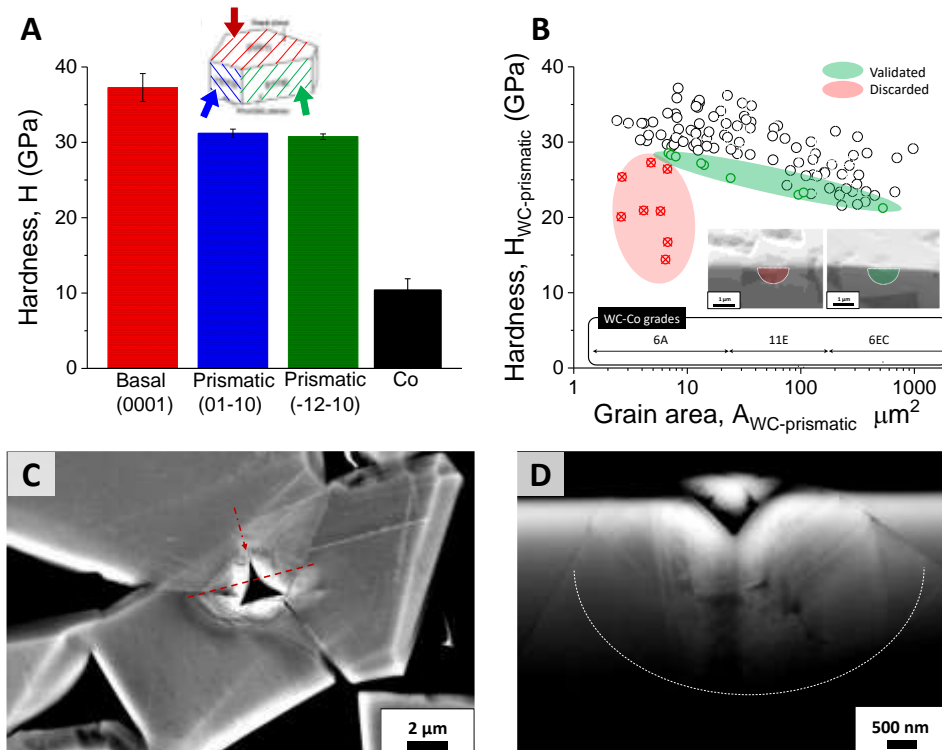 A
40
30
20
10
0
Hardness, H (GPa)
Basal
(0001)
Prismatic
(01-10)
Prismatic
(-12-10)
Co
B
40
30
20
10
0
Hardness, HWC-prismatic (GPa)
Validated
Discarded
1 µm
1 µm
WC-Co grades
6A
11E
6EC
1
10
100
1000
Grain area, AWC-prismatic µm²
C
2 µm
D
500 nm